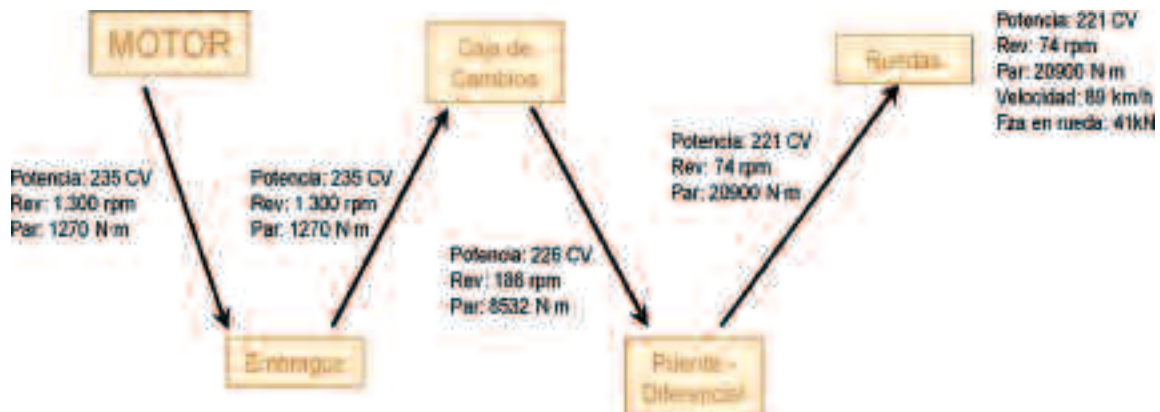 MOTOR
Potencia: 235 CV
Rev: 1.300 rpm
Par: 1270 N·m
Embrague
Potencia: 235 CV
Rev: 1.300 rpm
Par: 1270 N·m
Caja de
Cambios
Potencia: 226 CV
Rev: 186 rpm
Par: 8532 N·m
Puente -
Diferencial
Potencia: 221 CV
Rev: 74 rpm
Par: 20900 N·m
Ruedas
Potencia: 221 CV
Rev: 74 rpm
Par: 20900 N·m
Velocidad: 89 km/h
Fza en rueda: 41kN